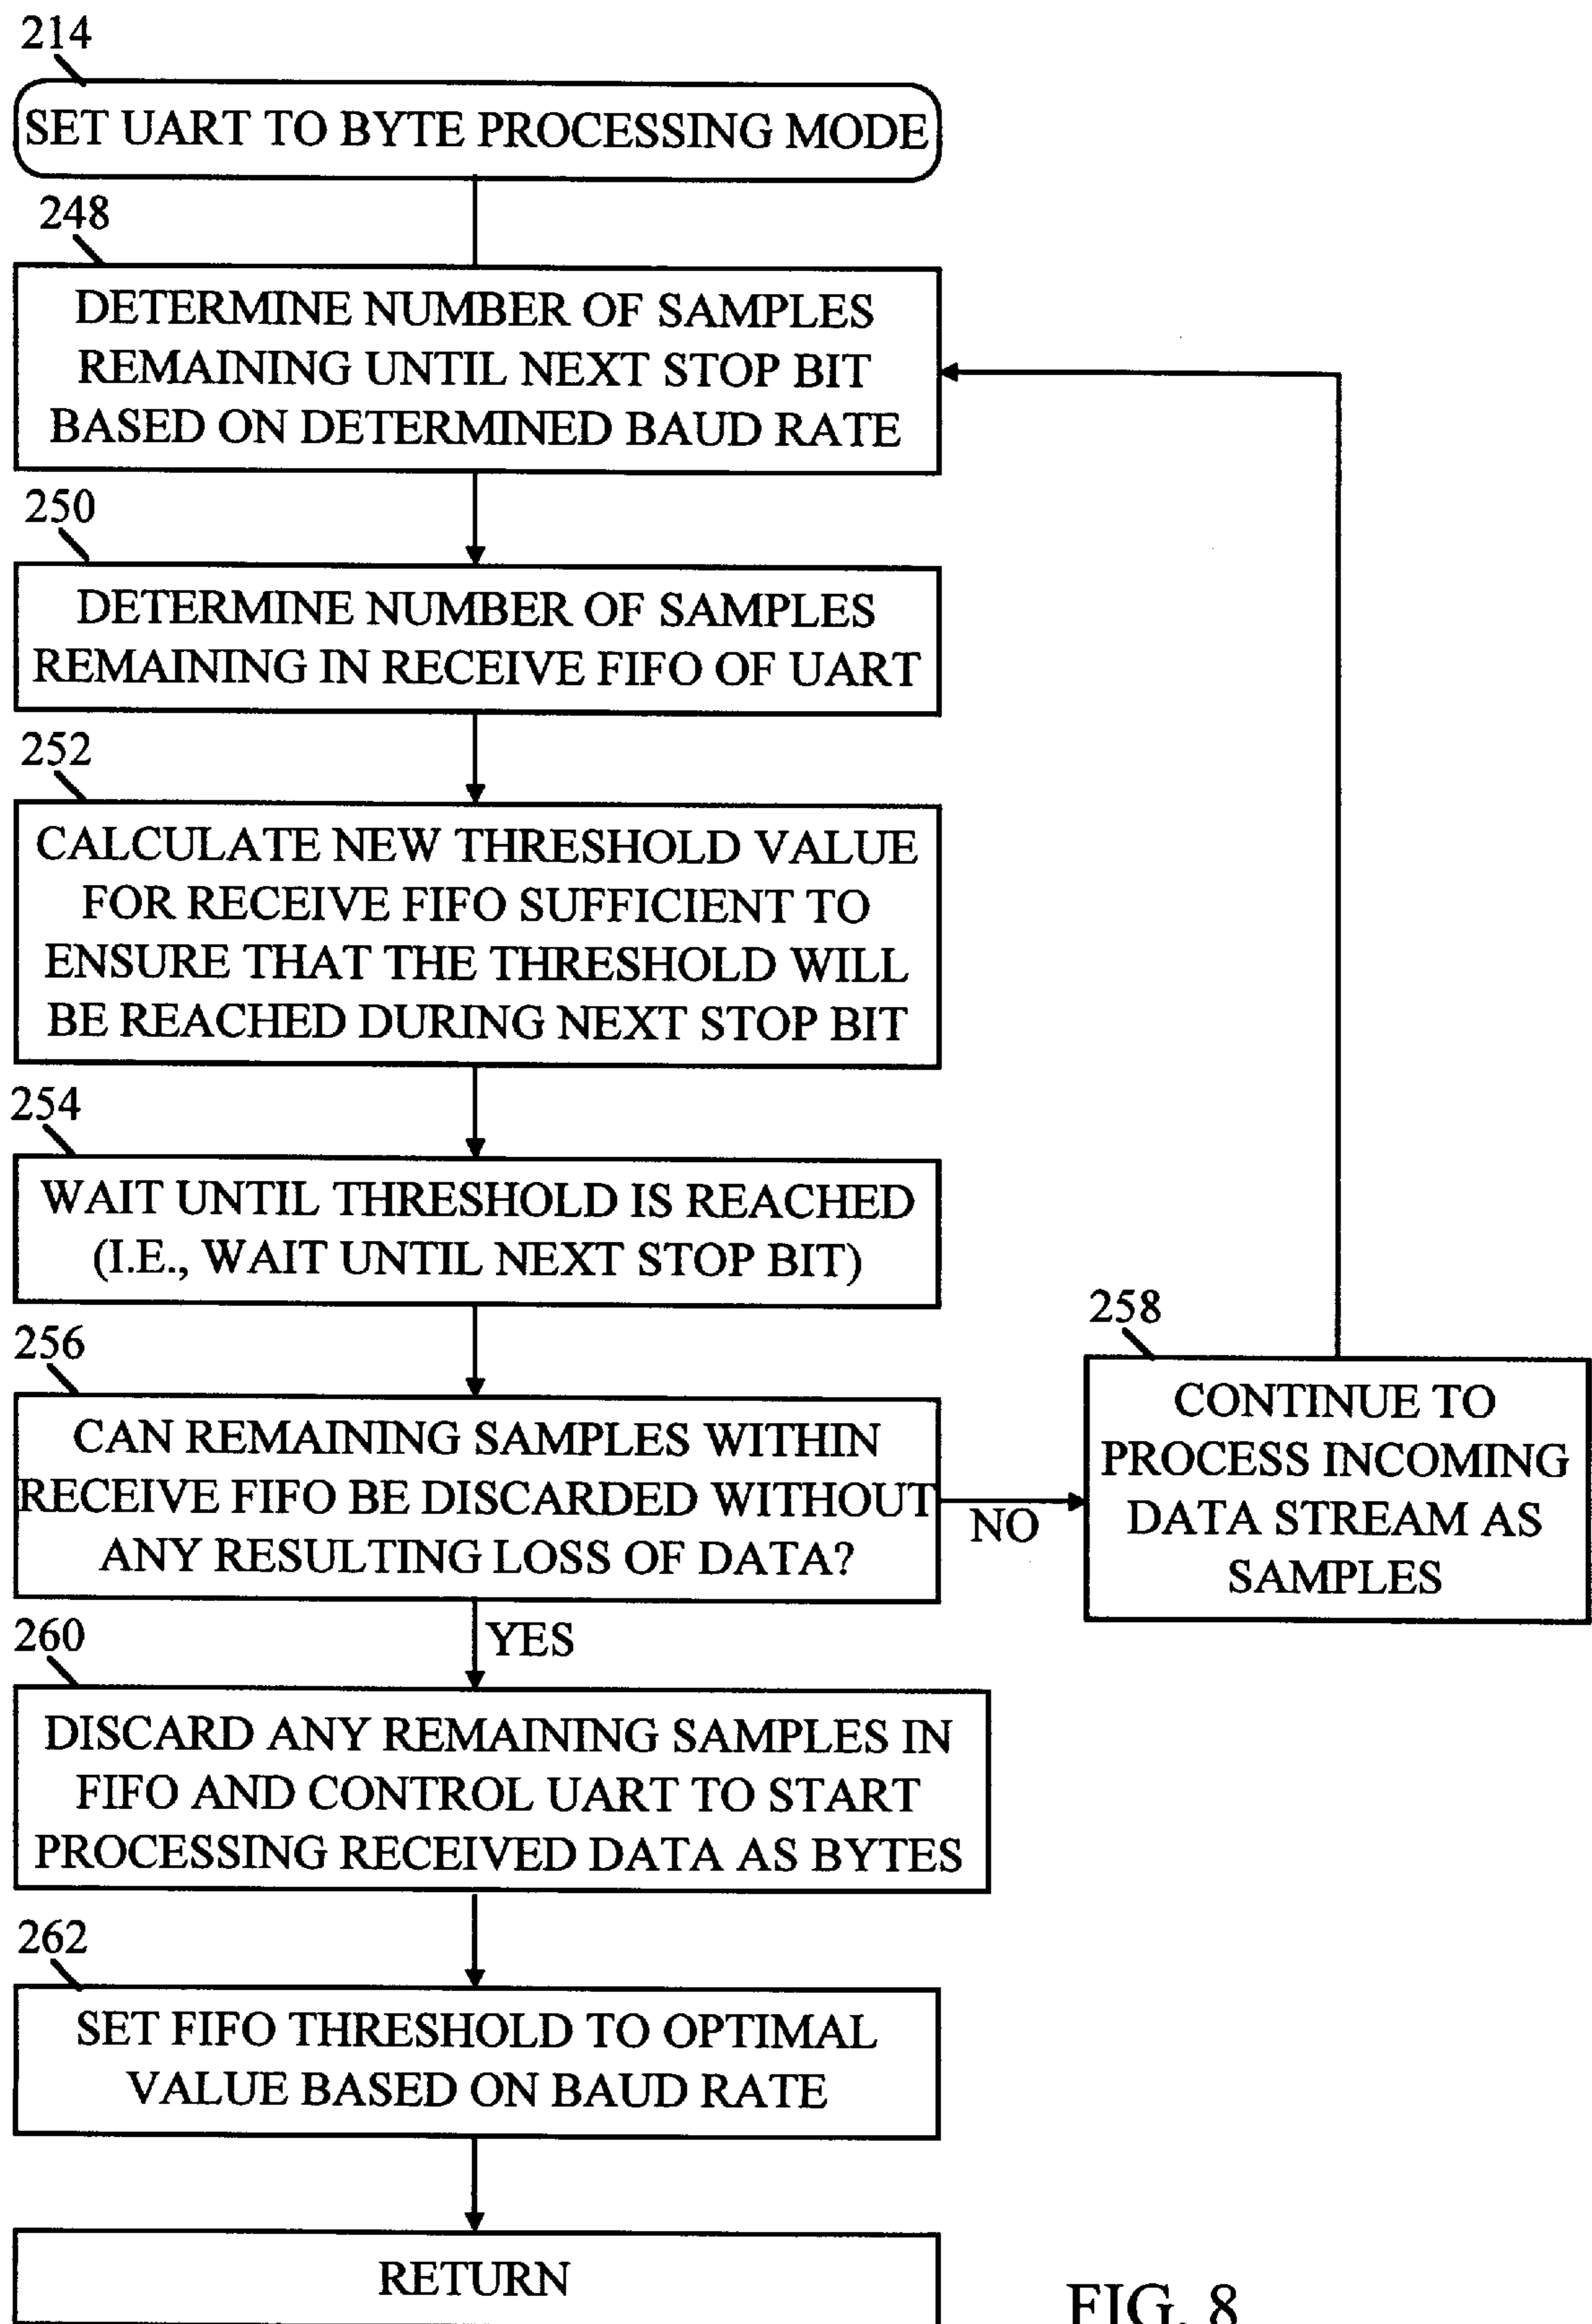 214
SET UART TO BYTE PROCESSING MODE
248
DETERMINE NUMBER OF SAMPLES
REMAINING UNTIL NEXT STOP BIT
BASED ON DETERMINED BAUD RATE
250
DETERMINE NUMBER OF SAMPLES
REMAINING IN RECEIVE FIFO OF UART
252
CALCULATE NEW THRESHOLD VALUE
FOR RECEIVE FIFO SUFFICIENT TO
ENSURE THAT THE THRESHOLD WILL
BE REACHED DURING NEXT STOP BIT
254
WAIT UNTIL THRESHOLD IS REACHED
(I.E., WAIT UNTIL NEXT STOP BIT)
256
CAN REMAINING SAMPLES WITHIN
RECEIVE FIFO BE DISCARDED WITHOUT
ANY RESULTING LOSS OF DATA?
NO
258
CONTINUE TO
PROCESS INCOMING
DATA STREAM AS
SAMPLES
YES
260
DISCARD ANY REMAINING SAMPLES IN
FIFO AND CONTROL UART TO START
PROCESSING RECEIVED DATA AS BYTES
262
SET FIFO THRESHOLD TO OPTIMAL
VALUE BASED ON BAUD RATE
RETURN
FIG. 8